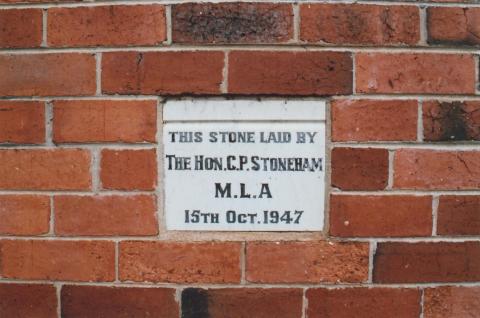 THIS STONE LAID BY
THE HON. C.P. STONEHAM
M.L.A
15TH OCT. 1947